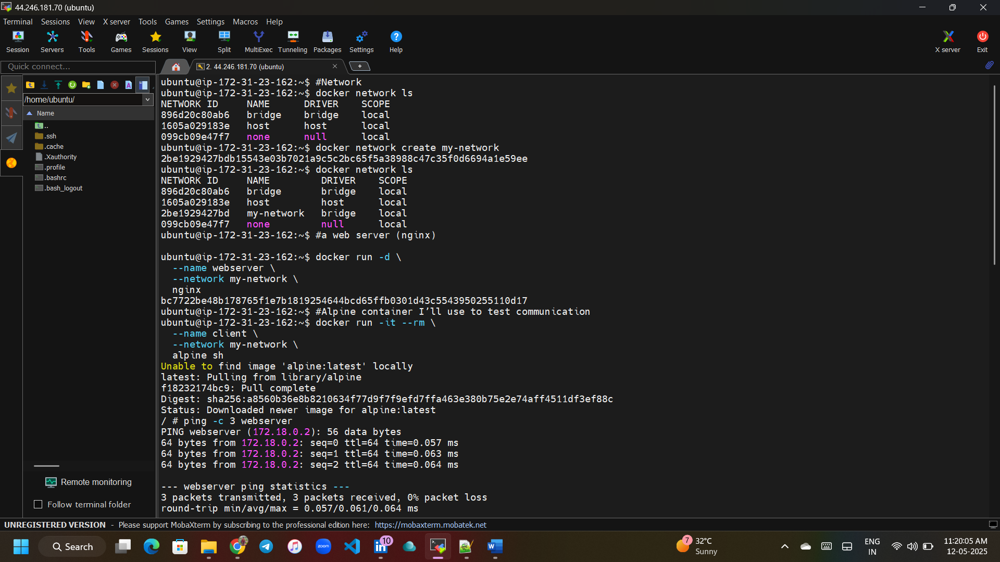 44.246.181.70 (ubuntu)
Terminal Sessions View X server Tools Games Settings Macros Help
Session Servers Tools Games Sessions View Split MultiExec Tunneling Packages Settings Help X server Exit
Quick connect...
2. 44.246.181.70 (ubuntu)
/home/ubuntu/
Name
..
.ssh
.cache
.Xauthority
.profile
.bashrc
.bash_logout
Remote monitoring
Follow terminal folder
ubuntu@ip-172-31-23-162:~$ #Network
ubuntu@ip-172-31-23-162:~$ docker network ls
NETWORK ID NAME DRIVER SCOPE
896d20c80ab6 bridge bridge local
1605a029183e host host local
099cb09e47f7 none null local
ubuntu@ip-172-31-23-162:~$ docker network create my-network
2be1929427bdb15543e03b7021a9c5c2bc65f5a38988c47c35f0d6694a1e59ee
ubuntu@ip-172-31-23-162:~$ docker network ls
NETWORK ID NAME DRIVER SCOPE
896d20c80ab6 bridge bridge local
1605a029183e host host local
2be1929427bd my-network bridge local
099cb09e47f7 none null local
ubuntu@ip-172-31-23-162:~$ #a web server (nginx)
ubuntu@ip-172-31-23-162:~$ docker run -d \
--name webserver \
--network my-network \
nginx
bc7722be48b178765f1e7b1819254644bcd65ffb0301d43c5543950255110d17
ubuntu@ip-172-31-23-162:~$ #Alpine container I’ll use to test communication
ubuntu@ip-172-31-23-162:~$ docker run -it --rm \
--name client \
--network my-network \
alpine sh
Unable to find image 'alpine:latest' locally
latest: Pulling from library/alpine
f18232174bc9: Pull complete
Digest: sha256:a8560b36e8b8210634f77d9f7f9efd7ffa463e380b75e2e74aff4511df3ef88c
Status: Downloaded newer image for alpine:latest
/ # ping -c 3 webserver
PING webserver (172.18.0.2): 56 data bytes
64 bytes from 172.18.0.2: seq=0 ttl=64 time=0.057 ms
64 bytes from 172.18.0.2: seq=1 ttl=64 time=0.063 ms
64 bytes from 172.18.0.2: seq=2 ttl=64 time=0.064 ms
--- webserver ping statistics ---
3 packets transmitted, 3 packets received, 0% packet loss
round-trip min/avg/max = 0.057/0.061/0.064 ms
UNREGISTERED VERSION - Please support MobaXterm by subscribing to the professional edition here: https://mobaxterm.mobatek.net
Search
zoom
10
7
32°C
Sunny
ENG
IN
11:20:05 AM
12-05-2025